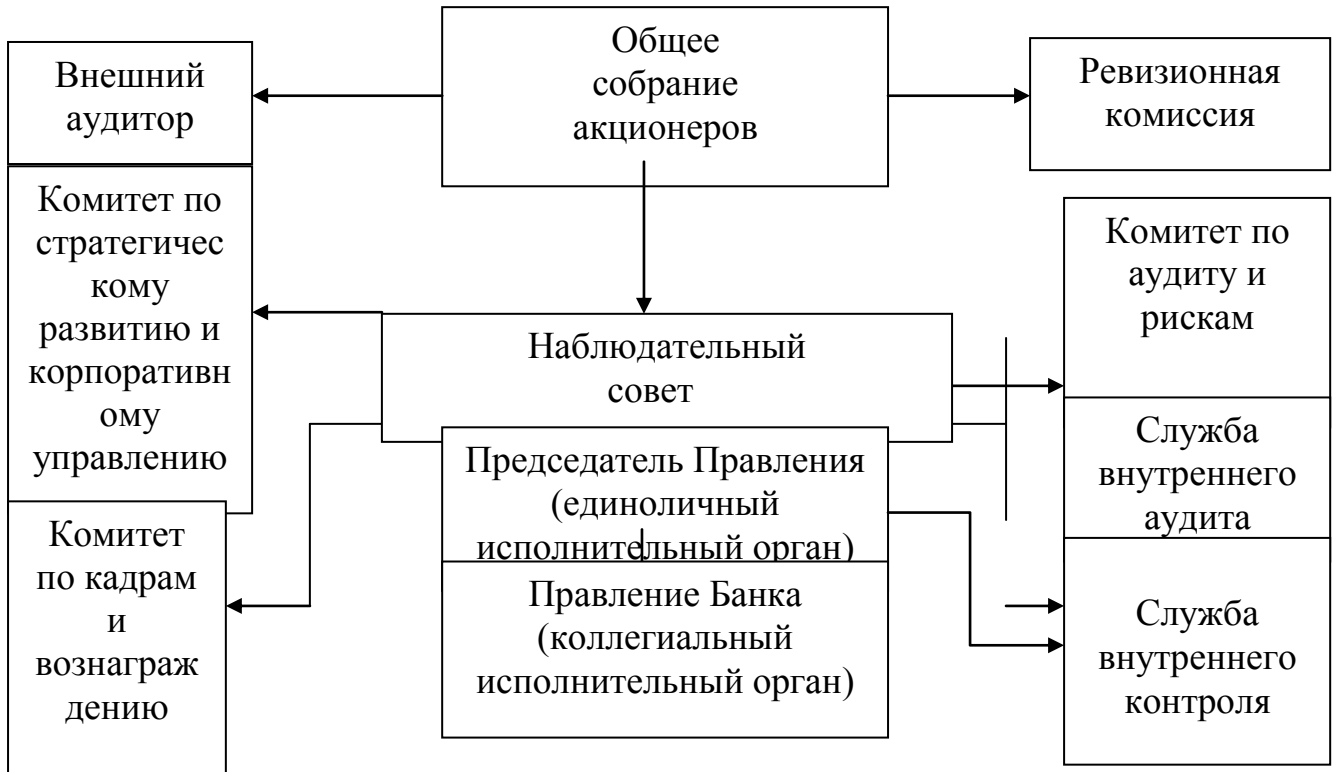 Общее
собрание
акционеров
Внешний
аудитор
Ревизионная
комиссия
Комитет по
стратегичес
кому
развитию и
корпоративн
ому
управлению
Комитет по
аудиту и
рискам
Наблюдательный
совет
Служба
внутреннего
аудита
Председатель Правления
(единоличный
исполнительный орган)
Комитет
по кадрам
и
вознаграж
дению
Правление Банка
(коллегиальный
исполнительный орган)
Служба
внутреннего
контроля